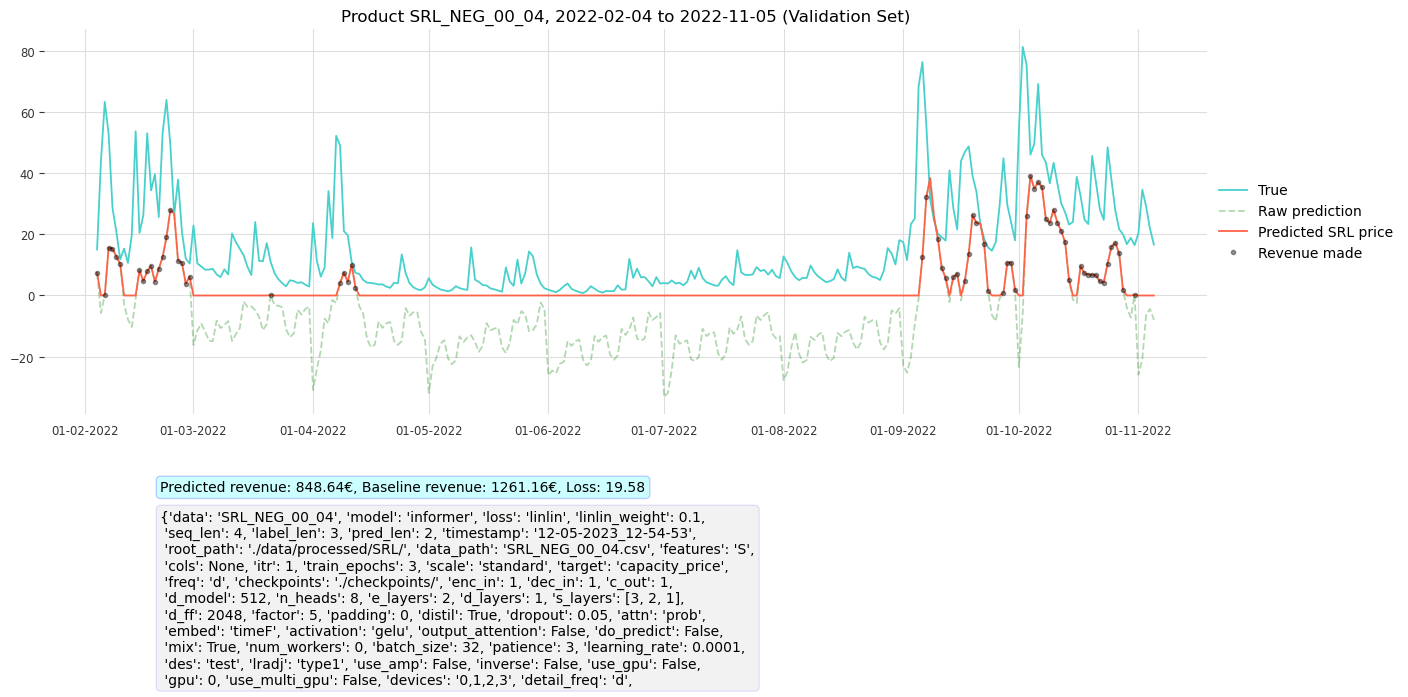 Product SRL_NEG_00_04, 2022-02-04 to 2022-11-05 (Validation Set)
80
60
40
20
0
−20
01-02-2022 01-03-2022 01-04-2022 01-05-2022 01-06-2022 01-07-2022 01-08-2022 01-09-2022 01-10-2022 01-11-2022
True
Raw prediction
Predicted SRL price
Revenue made
Predicted revenue: 848.64€, Baseline revenue: 1261.16€, Loss: 19.58
{'data': 'SRL_NEG_00_04', 'model': 'informer', 'loss': 'linlin', 'linlin_weight': 0.1,
'seq_len': 4, 'label_len': 3, 'pred_len': 2, 'timestamp': '12-05-2023_12-54-53',
'root_path': './data/processed/SRL/', 'data_path': 'SRL_NEG_00_04.csv', 'features': 'S',
'cols': None, 'itr': 1, 'train_epochs': 3, 'scale': 'standard', 'target': 'capacity_price',
'freq': 'd', 'checkpoints': './checkpoints/', 'enc_in': 1, 'dec_in': 1, 'c_out': 1,
'd_model': 512, 'n_heads': 8, 'e_layers': 2, 'd_layers': 1, 's_layers': [3, 2, 1],
'd_ff': 2048, 'factor': 5, 'padding': 0, 'distil': True, 'dropout': 0.05, 'attn': 'prob',
'embed': 'timeF', 'activation': 'gelu', 'output_attention': False, 'do_predict': False,
'mix': True, 'num_workers': 0, 'batch_size': 32, 'patience': 3, 'learning_rate': 0.0001,
'des': 'test', 'lradj': 'type1', 'use_amp': False, 'inverse': False, 'use_gpu': False,
'gpu': 0, 'use_multi_gpu': False, 'devices': '0,1,2,3', 'detail_freq': 'd',